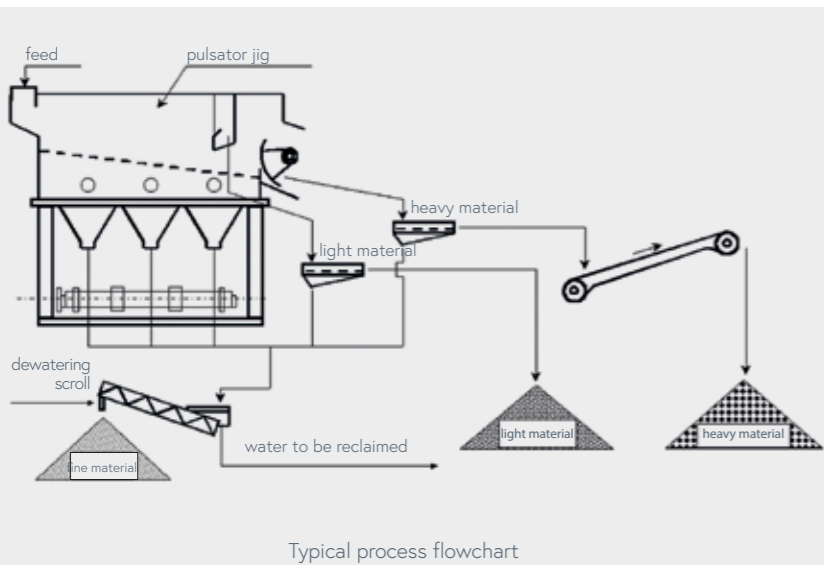 feed
pulsator jig
heavy material
light material
dewatering
scroll
water to be reclaimed
light material
heavy material
fine material
Typical process flowchart